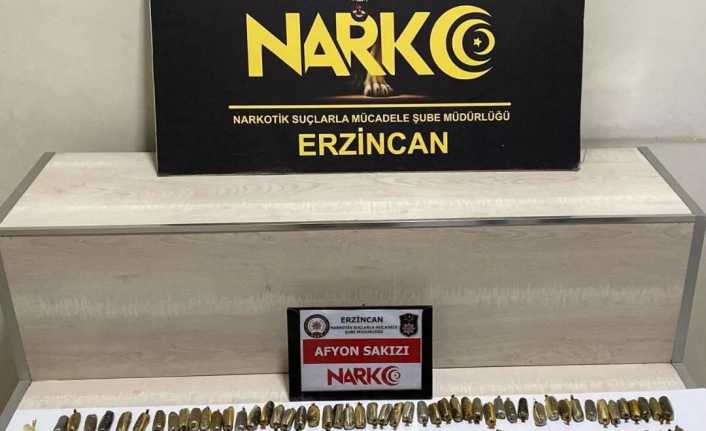 NARKO
NARKOTİK SUÇLARLA MÜCADELE ŞUBE MÜDÜRLÜĞÜ
ERZİNCAN
ERZİNCAN
NARKOTİK SUÇLARLA MÜCADELE
ŞUBE MÜDÜRLÜĞÜ
AFYON SAKIZI
NARKO